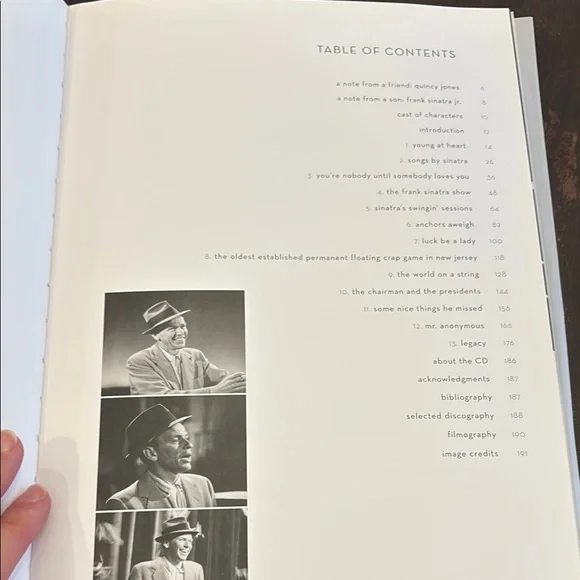 TABLE OF CONTENTS
a note from a friend: quincy jones 6
a note from a son: frank sinatra jr. 8
cast of characters 10
introduction 12
1. young at heart 14
2. songs by sinatra 26
3. you're nobody until somebody loves you 36
4. the frank sinatra show 48
5. sinatra's swingin' sessions 64
6. anchors aweigh 82
7. luck be a lady 100
8. the oldest established permanent floating crap game in new jersey 118
9. the world on a string 128
10. the chairman and the presidents 144
11. some nice things he missed 156
12. mr. anonymous 166
13. legacy 176
about the CD 186
acknowledgments 187
bibliography 187
selected discography 188
filmography 190
image credits 191